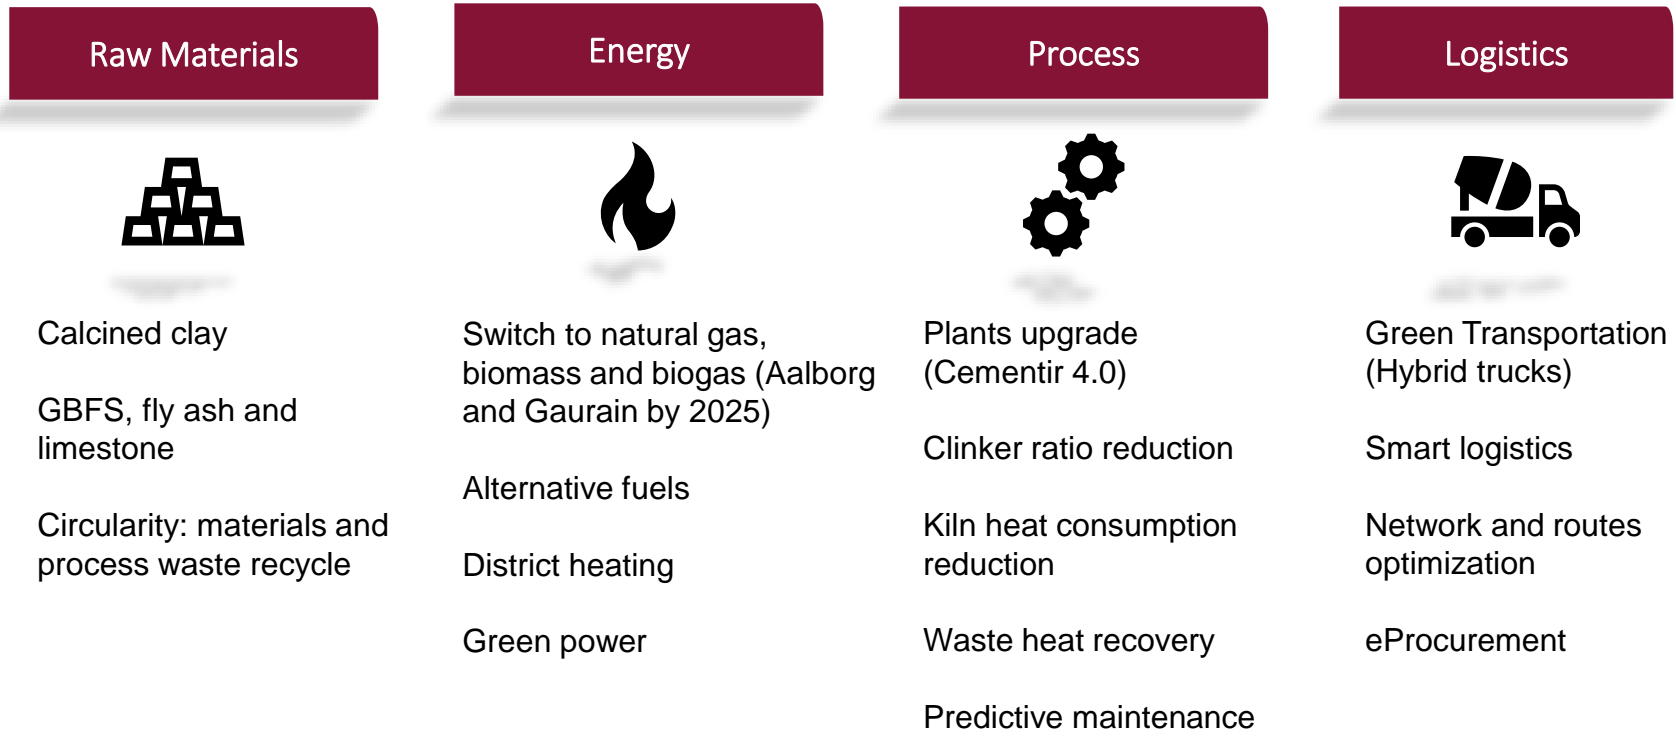 Raw Materials
Calcined clay
GBFS, fly ash and
limestone
Circularity: materials and
process waste recycle
Energy
Switch to natural gas,
biomass and biogas (Aalborg
and Gaurain by 2025)
Alternative fuels
District heating
Green power
Process
Plants upgrade
(Cementir 4.0)
Clinker ratio reduction
Kiln heat consumption
reduction
Waste heat recovery
Predictive maintenance
Logistics
Green Transportation
(Hybrid trucks)
Smart logistics
Network and routes
optimization
eProcurement